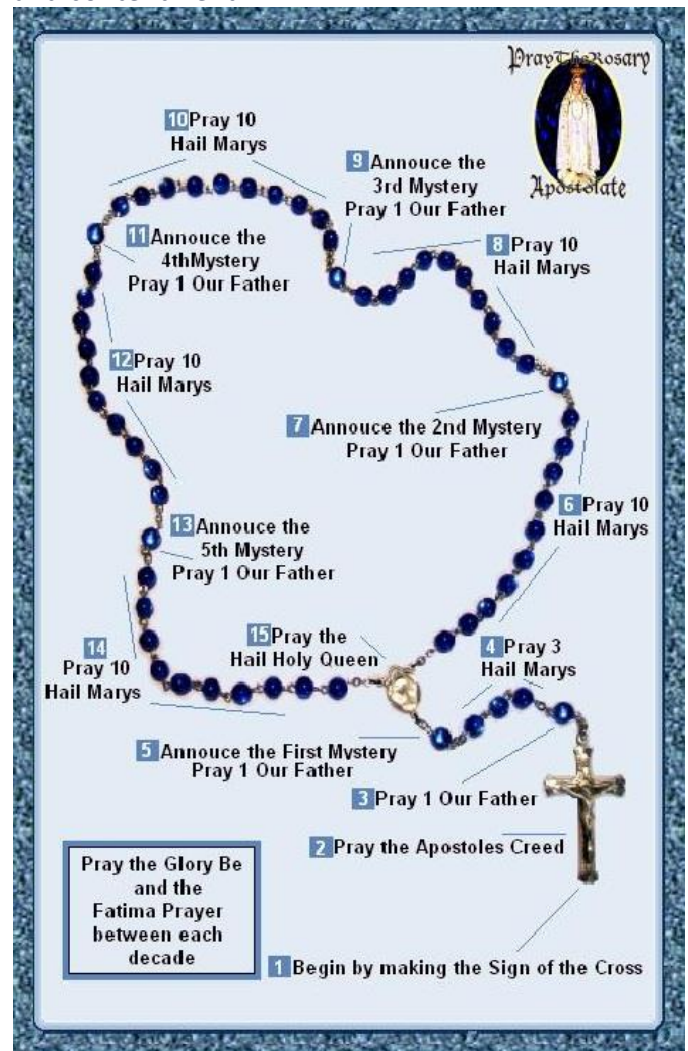 PrayTheRosary
Apostolate
10 Pray 10
Hail Marys
9 Annouce the
3rd Mystery
Pray 1 Our Father
11 Annouce the
4thMystery
Pray 1 Our Father
8 Pray 10
Hail Marys
12 Pray 10
Hail Marys
7 Annouce the 2nd Mystery
Pray 1 Our Father
6 Pray 10
Hail Marys
13 Annouce the
5th Mystery
Pray 1 Our Father
14
Pray 10
Hail Marys
15 Pray the
Hail Holy Queen
4 Pray 3
Hail Marys
5 Annouce the First Mystery
Pray 1 Our Father
3 Pray 1 Our Father
2 Pray the Apostoles Creed
Pray the Glory Be
and the
Fatima Prayer
between each
decade
1 Begin by making the Sign of the Cross